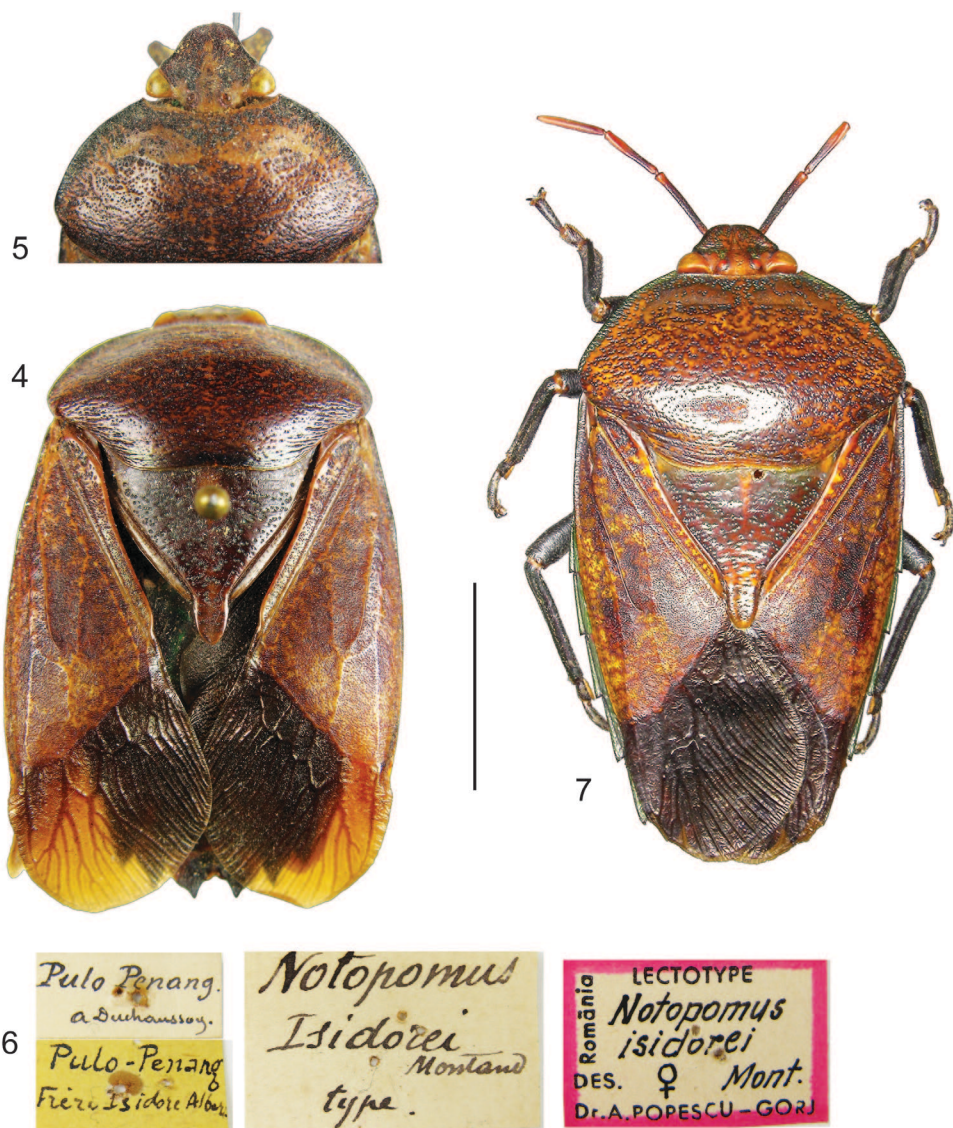 5
4
7
6
Pulo Penang.
a Duchaussoy.
Pulo-Penang
Frère Isidore
Notopomus
Isidorei
Montand
type.
România
LECTOTYPE
Notopomus
isidorei
DES. ♀ Mont.
Dr. A. POPESCU-GORJ